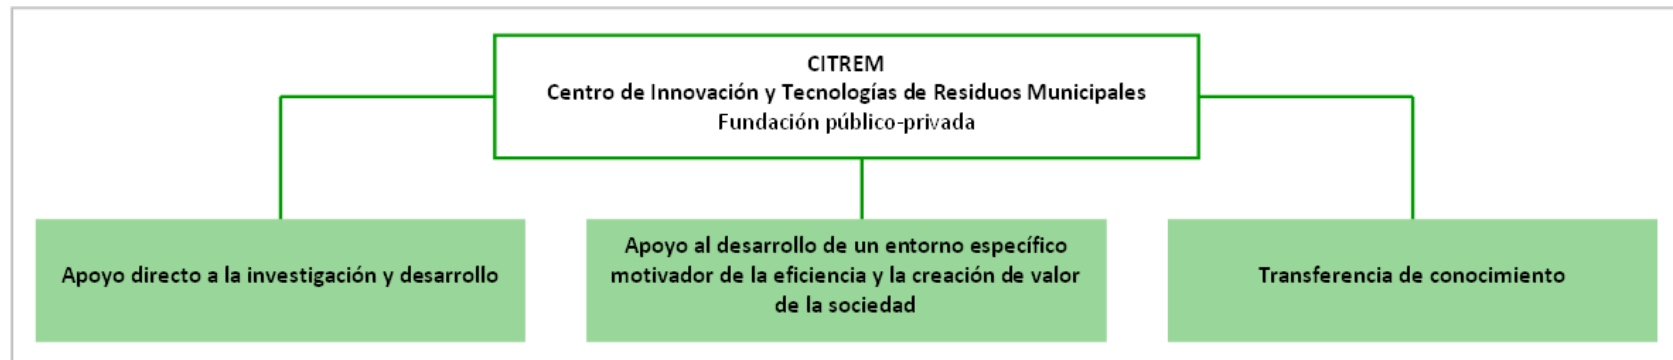 CITREM
Centro de Innovación y Tecnologías de Residuos Municipales
Fundación público-privada
Apoyo directo a la investigación y desarrollo
Apoyo al desarrollo de un entorno específico
motivador de la eficiencia y la creación de valor
de la sociedad
Transferencia de conocimiento